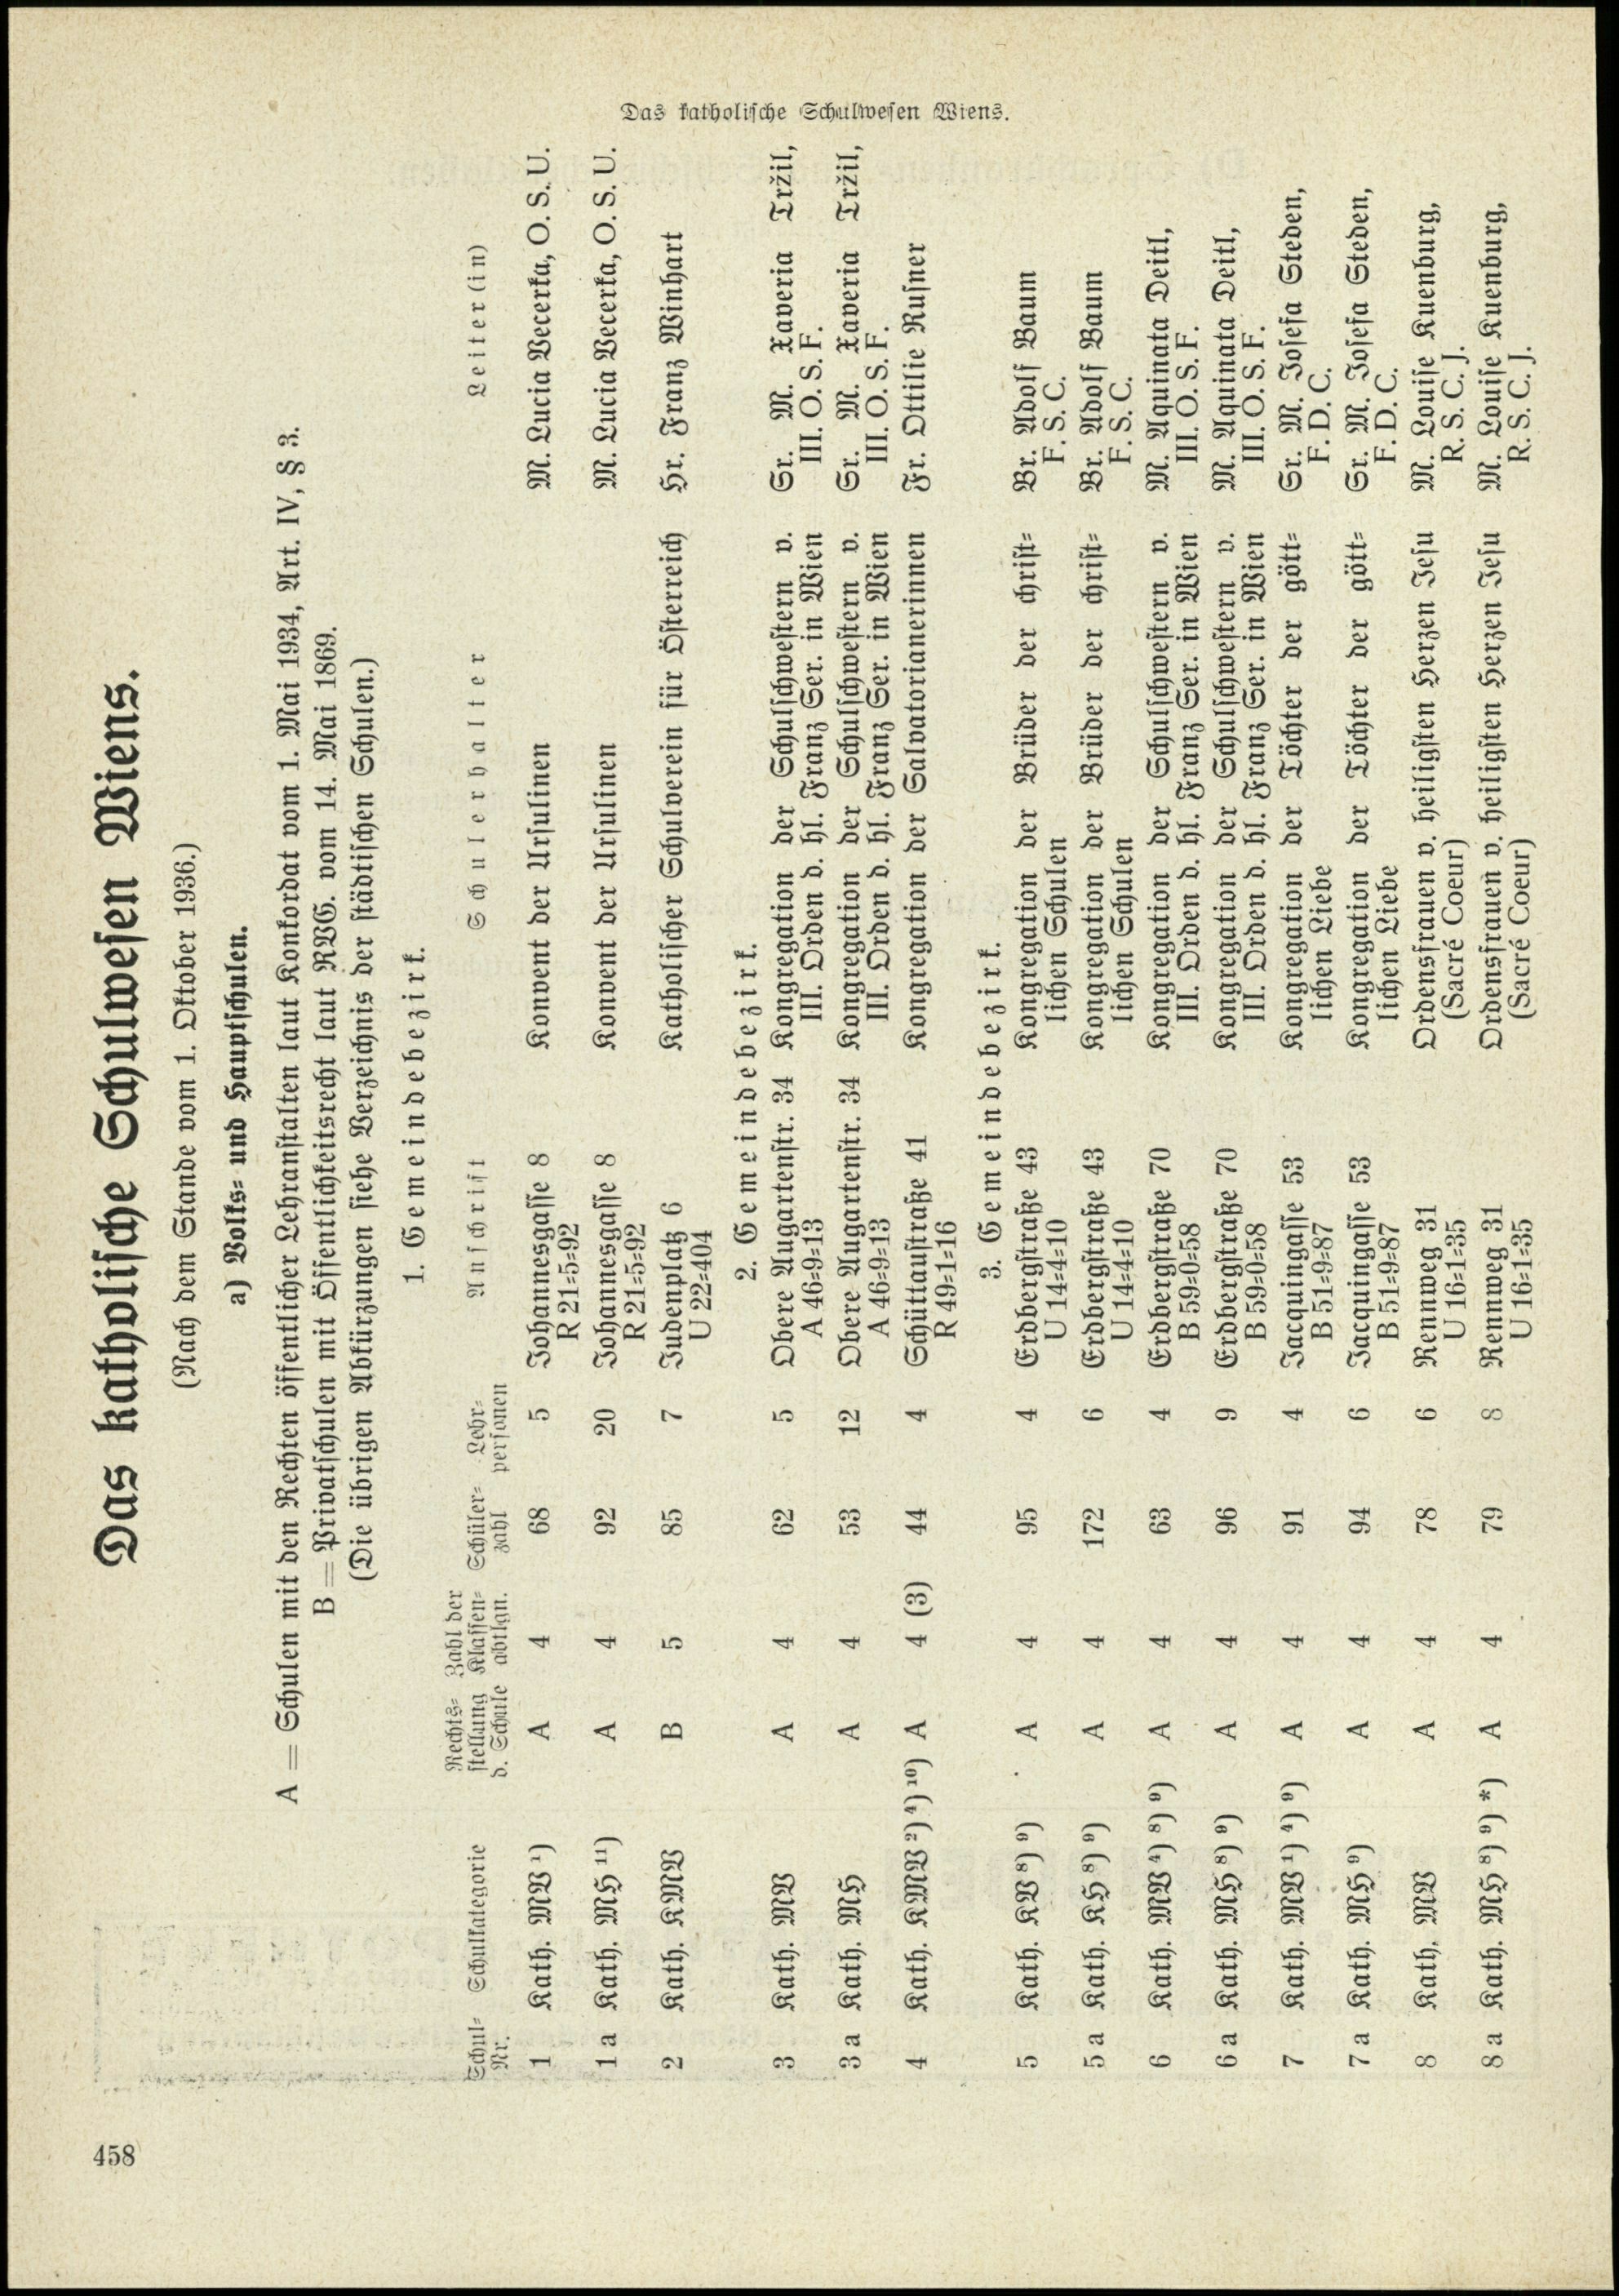 Das katholische Schulwesen Wiens.
458
Das katholische Schulwesen Wiens.
(Nach dem Stande vom 1. Oktober 1936.)
a) Volks- und Hauptschulen.
A = Schulen mit den Rechten öffentlicher Lehranstalten laut Konkordat vom 1. Mai 1934, Art. IV, § 3.
B = Privatschulen mit Öffentlichkeitsrecht laut RVG. vom 14. Mai 1869.
(Die übrigen Abkürzungen siehe Verzeichnis der städtischen Schulen.)
1. Gemeindebezirk.
Schul-Nr. Schulkategorie Rechtsstellung d. Schule Zahl der Klassenabtlgn. Schülerzahl Lehrpersonen Anschrift Schulerhalter Leiter(in)
1 Kath. MV ¹) A 4 68 5 Johannesgasse 8 Konvent der Ursulinen M. Lucia Vecerka, O. S. U.
R 21=5=92
1 a Kath. MH ¹¹) A 4 92 20 Johannesgasse 8 Konvent der Ursulinen M. Lucia Vecerka, O. S. U.
R 21=5=92
2 Kath. KMV B 5 85 7 Judenplatz 6 Katholischer Schulverein für Österreich Hr. Franz Winhart
U 22=404
2. Gemeindebezirk.
3 Kath. MV A 4 62 5 Obere Augartenstr. 34 Kongregation der Schulschwestern v. Sr. M. Xaveria Tržil,
A 46=9=13 III. Orden d. hl. Franz Ser. in Wien III. O. S. F.
3 a Kath. MH A 4 53 12 Obere Augartenstr. 34 Kongregation der Schulschwestern v. Sr. M. Xaveria Tržil,
A 46=9=13 III. Orden d. hl. Franz Ser. in Wien III. O. S. F.
4 Kath. KMV ²) ⁴) ¹⁰) A 4 (3) 44 4 Schüttaustraße 41 Kongregation der Salvatorianerinnen Fr. Ottilie Rusner
R 49=1=16
3. Gemeindebezirk.
5 Kath. KV ⁸) ⁹) A 4 95 4 Erdbergstraße 43 Kongregation der Brüder der christ= Br. Adolf Baum
U 14=4=10 lichen Schulen F. S. C.
5 a Kath. KH ⁸) ⁹) A 4 172 6 Erdbergstraße 43 Kongregation der Brüder der christ= Br. Adolf Baum
U 14=4=10 lichen Schulen F. S. C.
6 Kath. MV ⁴) ⁸) ⁹) A 4 63 4 Erdbergstraße 70 Kongregation der Schulschwestern v. M. Aquinata Deitl,
B 59=0=58 III. Orden d. hl. Franz Ser. in Wien III. O. S. F.
6 a Kath. MH ⁸) ⁹) A 4 96 9 Erdbergstraße 70 Kongregation der Schulschwestern v. M. Aquinata Deitl,
B 59=0=58 III. Orden d. hl. Franz Ser. in Wien III. O. S. F.
7 Kath. MV ¹) ⁴) ⁹) A 4 91 4 Jacquingasse 53 Kongregation der Töchter der gött= Sr. M. Josefa Steden,
B 51=9=87 lichen Liebe F. D. C.
7 a Kath. MH ⁹) A 4 94 6 Jacquingasse 53 Kongregation der Töchter der gött= Sr. M. Josefa Steden,
B 51=9=87 lichen Liebe F. D. C.
8 Kath. MV A 4 78 6 Rennweg 31 Ordensfrauen v. heiligsten Herzen Jesu M. Louise Kuenburg,
U 16=1=35 (Sacré Coeur) R. S. C. J.
8 a Kath. MH ⁸) ⁹) *) A 4 79 8 Rennweg 31 Ordensfrauen v. heiligsten Herzen Jesu M. Louise Kuenburg,
U 16=1=35 (Sacré Coeur) R. S. C. J.